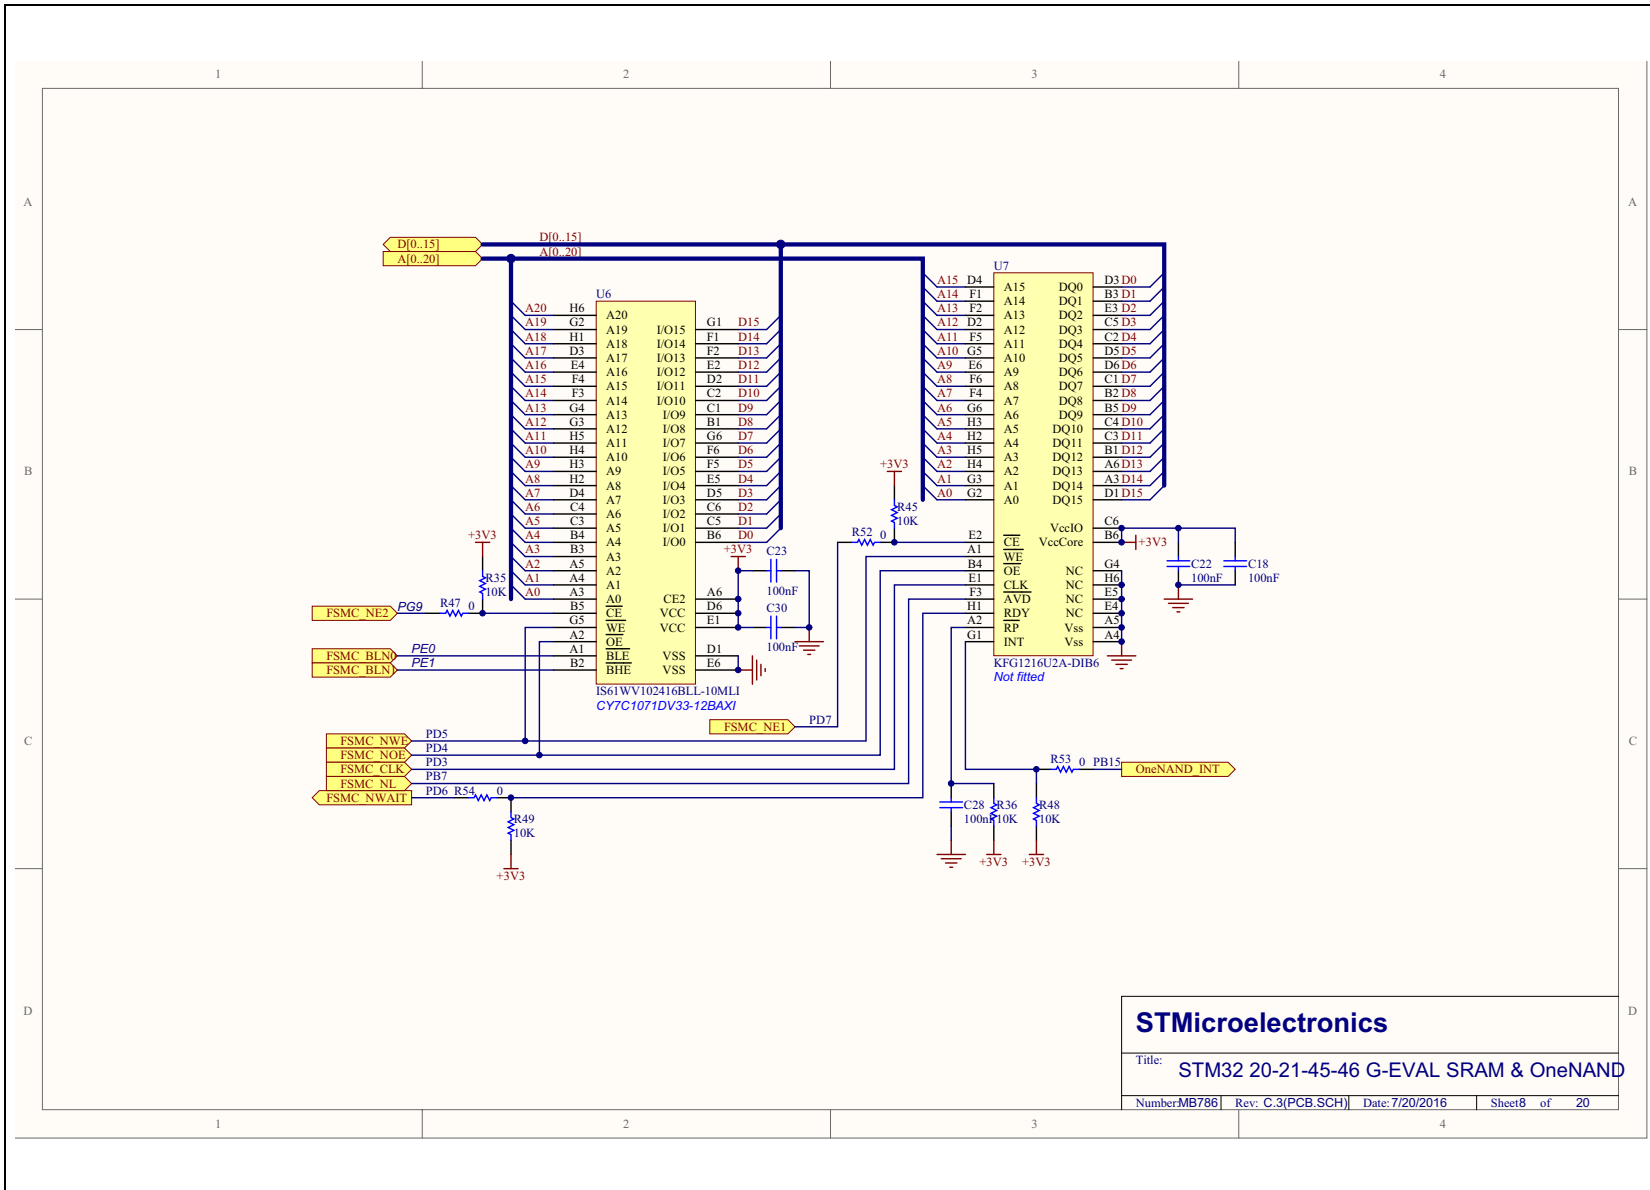 1 2 3 4
A A
B B
C C
D D
D[0..15] D[0..15]
A[0..20] A[0..20]
U6
A20 H6 A20
A19 G2 A19 I/O15 G1 D15
A18 H1 A18 I/O14 F1 D14
A17 D3 A17 I/O13 F2 D13
A16 E4 A16 I/O12 E2 D12
A15 F4 A15 I/O11 D2 D11
A14 F3 A14 I/O10 C2 D10
A13 G4 A13 I/O9 C1 D9
A12 G3 A12 I/O8 B1 D8
A11 H5 A11 I/O7 G6 D7
A10 H4 A10 I/O6 F6 D6
A9 H3 A9 I/O5 F5 D5
A8 H2 A8 I/O4 E5 D4
A7 D4 A7 I/O3 D5 D3
A6 C4 A6 I/O2 C6 D2
A5 C3 A5 I/O1 C5 D1
A4 B4 A4 I/O0 B6 D0
A3 B3 A3
A2 A5 A2
A1 A4 A1
A0 A3 A0 CE2 A6
B5 CE VCC D6
G5 WE VCC E1
A2 OE
A1 BLE VSS D1
B2 BHE VSS E6
IS61WV102416BLL-10MLI
CY7C1071DV33-12BAXI
+3V3
R35
10K
FSMC_NE2 PG9 R47 0
FSMC_BLN0 PE0
FSMC_BLN1 PE1
+3V3
C23
100nF
C30
100nF
U7
A15 D4 A15 DQ0 D3 D0
A14 F1 A14 DQ1 B3 D1
A13 F2 A13 DQ2 E3 D2
A12 D2 A12 DQ3 C5 D3
A11 F5 A11 DQ4 C2 D4
A10 G5 A10 DQ5 D5 D5
A9 E6 A9 DQ6 D6 D6
A8 F6 A8 DQ7 C1 D7
A7 F4 A7 DQ8 B2 D8
A6 G6 A6 DQ9 B5 D9
A5 H3 A5 DQ10 C4 D10
A4 H2 A4 DQ11 C3 D11
A3 H5 A3 DQ12 B1 D12
A2 H4 A2 DQ13 A6 D13
A1 G3 A1 DQ14 A3 D14
A0 G2 A0 DQ15 D1 D15
VccIO C6
E2 CE VccCore B6 +3V3
A1 WE
B4 OE NC G4
E1 CLK NC H6
F3 AVD NC E5
H1 RDY NC E4
A2 RP Vss A5
G1 INT Vss A4
KFG1216U2A-DIB6
Not fitted
+3V3
R45
10K
R52 0
C22
100nF
C18
100nF
FSMC_NE1 PD7
FSMC_NWE PD5
FSMC_NOE PD4
FSMC_CLK PD3
FSMC_NL PB7
FSMC_NWAIT PD6 R54 0
R49
10K
+3V3
R53 0 PB15 OneNAND_INT
C28
100nF
R36
10K
R48
10K
+3V3 +3V3
STMicroelectronics
Title: STM32 20-21-45-46 G-EVAL SRAM & OneNAND
Number:MB786 Rev: C.3(PCB.SCH) Date:7/20/2016 Sheet8 of 20
1 2 3 4